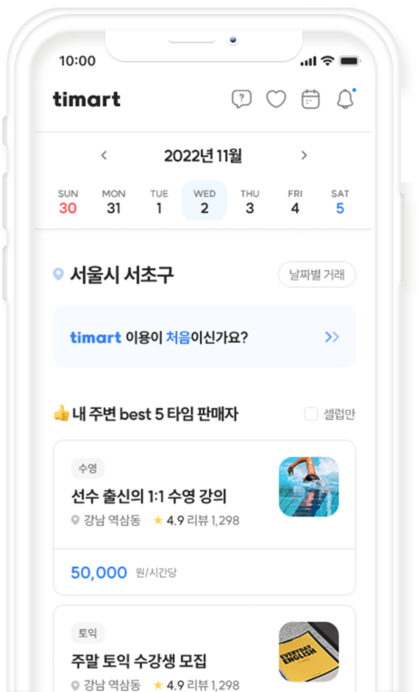 10:00
timart
2022년 11월
SUN MON TUE WED THU FRI SAT
30 31 1 2 3 4 5
서울시 서초구
날짜별 거래
timart 이용이 처음이신가요?
👍내 주변 best 5 타임 판매자
셀럽만
수영
선수 출신의 1:1 수영 강의
강남 역삼동 ★ 4.9 리뷰 1,298
50,000 원/시간당
토익
주말 토익 수강생 모집
EVERYDAY
ENGLISH
강남 역삼동 ★ 4.9 리뷰 1,298